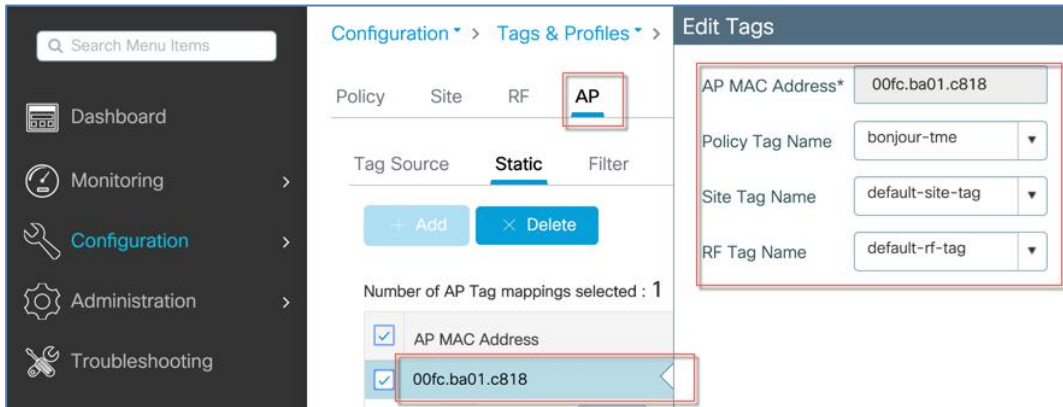 Search Menu Items
Dashboard
Monitoring
Configuration
Administration
Troubleshooting
Configuration > Tags & Profiles >
Policy Site RF AP
Tag Source Static Filter
+ Add × Delete
Number of AP Tag mappings selected : 1
AP MAC Address
00fc.ba01.c818
Edit Tags
AP MAC Address* 00fc.ba01.c818
Policy Tag Name bonjour-tme
Site Tag Name default-site-tag
RF Tag Name default-rf-tag